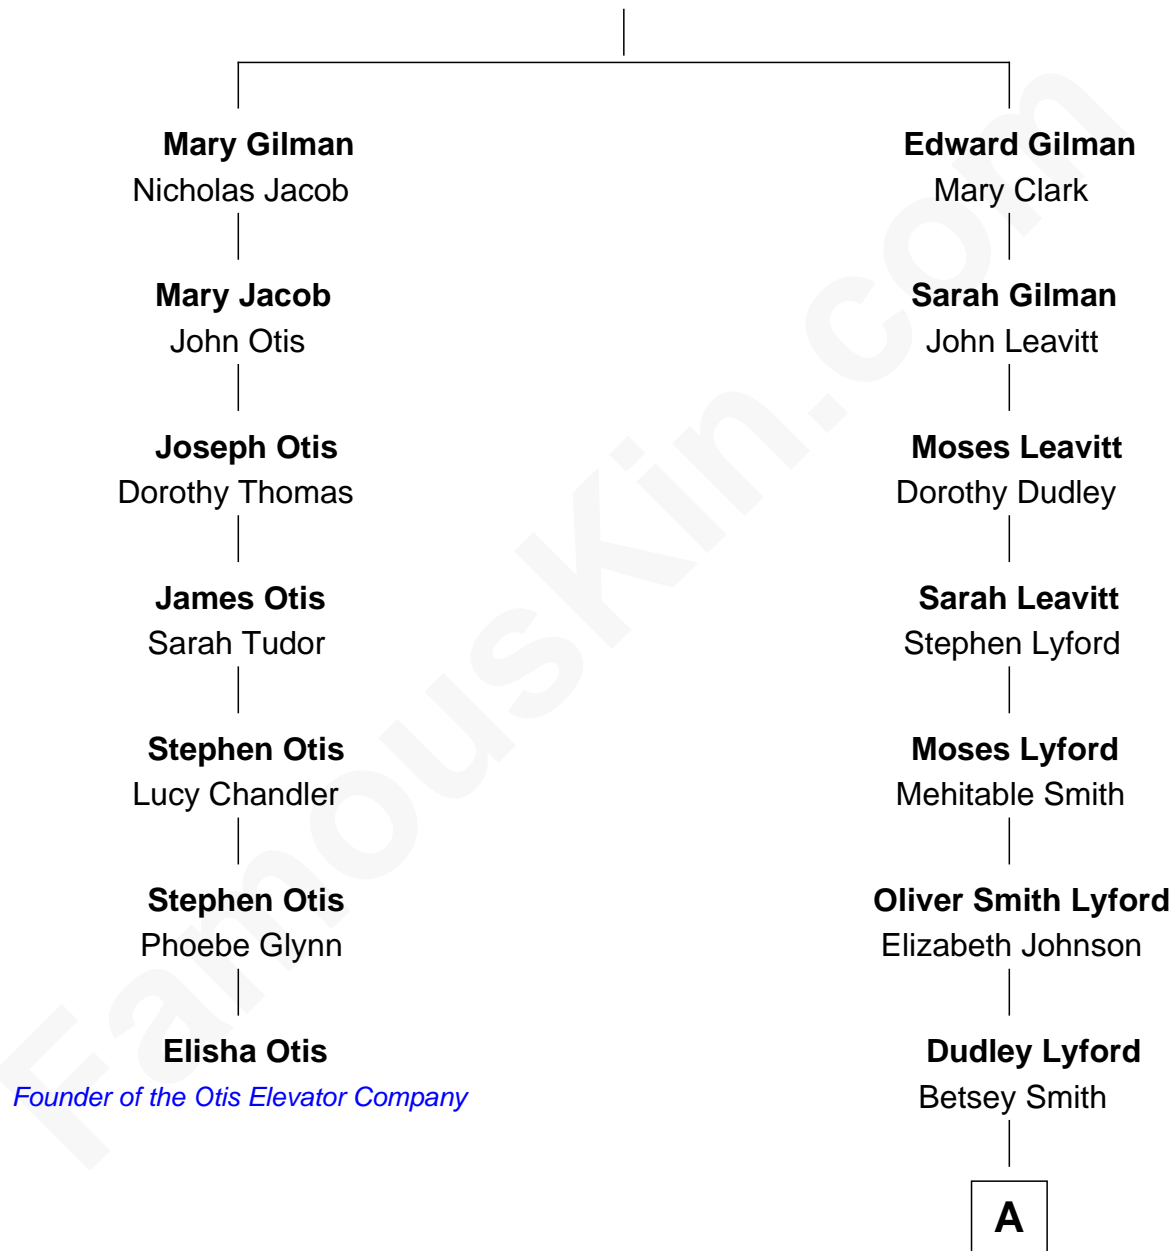 Mary Gilman
Nicholas Jacob
Mary Jacob
John Otis
Joseph Otis
Dorothy Thomas
James Otis
Sarah Tudor
Stephen Otis
Lucy Chandler
Stephen Otis
Phoebe Glynn
Elisha Otis
Founder of the Otis Elevator Company
Edward Gilman
Mary Clark
Sarah Gilman
John Leavitt
Moses Leavitt
Dorothy Dudley
Sarah Leavitt
Stephen Lyford
Moses Lyford
Mehitable Smith
Oliver Smith Lyford
Elizabeth Johnson
Dudley Lyford
Betsey Smith
A
FamousKin.com